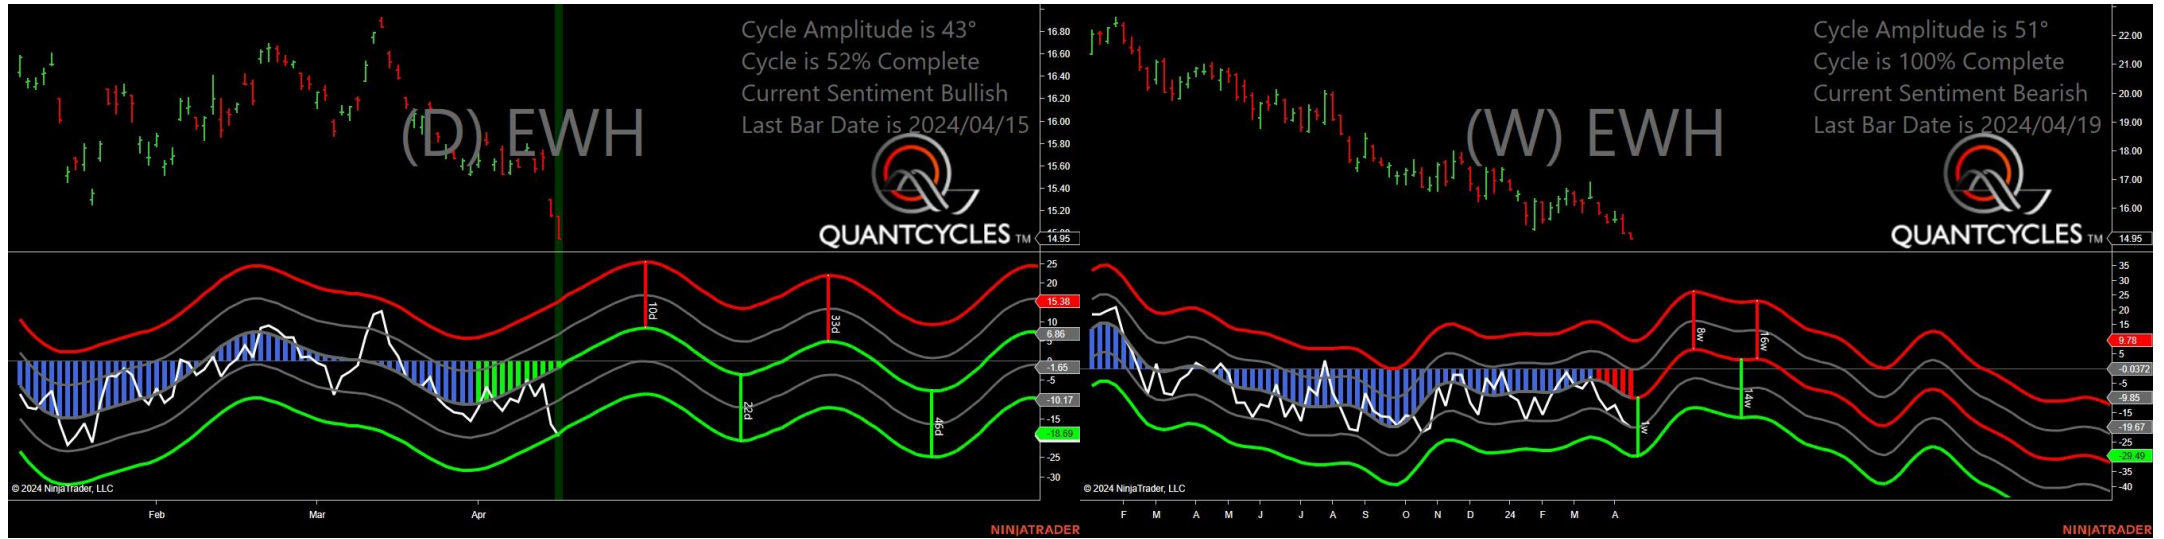 Cycle Amplitude is 43°
Cycle is 52% Complete
Current Sentiment Bullish
Last Bar Date is 2024/04/15
(D) EWH
QUANTCYCLES TM
16.80
16.60
16.40
16.20
16.00
15.80
15.60
15.40
15.20
14.95
25
20
15.38
10
6.86
5
0
-1.65
-5
-10.17
-15
-18.69
-25
-30
10d
22d
33d
46d
© 2024 NinjaTrader, LLC
Feb
Mar
Apr
NINJATRADER
Cycle Amplitude is 51°
Cycle is 100% Complete
Current Sentiment Bearish
Last Bar Date is 2024/04/19
(W) EWH
QUANTCYCLES TM
22.00
21.00
20.00
19.00
18.00
17.00
16.00
14.95
35
30
25
20
15
9.78
5
-0.0372
-5
-9.85
-15
-19.67
-25
-29.49
-35
-40
1w
8w
14w
16w
© 2024 NinjaTrader, LLC
F M A M J J A S O N D 24 F M A
NINJATRADER